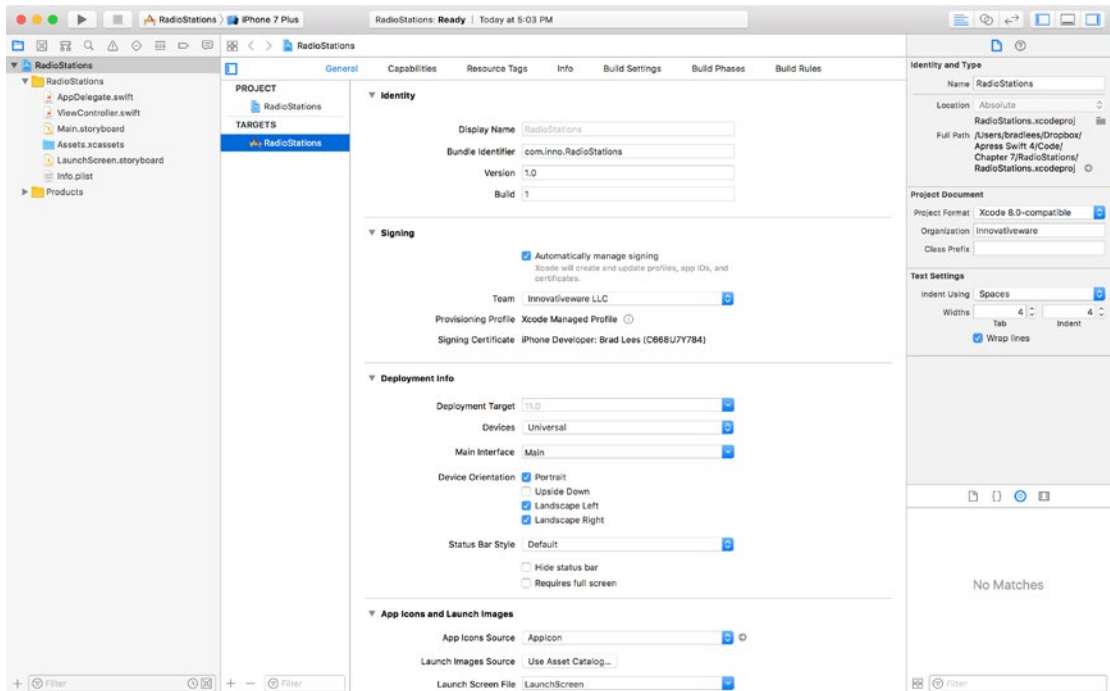 RadioStations
iPhone 7 Plus
RadioStations: Ready | Today at 5:03 PM
RadioStations
RadioStations
RadioStations
AppDelegate.swift
ViewController.swift
Main.storyboard
Assets.xcassets
LaunchScreen.storyboard
Info.plist
Products
Filter
General
Capabilities
Resource Tags
Info
Build Settings
Build Phases
Build Rules
PROJECT
RadioStations
TARGETS
RadioStations
Filter
Identity
Display Name RadioStations
Bundle Identifier com.inno.RadioStations
Version 1.0
Build 1
Signing
Automatically manage signing
Xcode will create and update profiles, app IDs, and
certificates.
Team Innovativeware LLC
Provisioning Profile Xcode Managed Profile
Signing Certificate iPhone Developer: Brad Lees (C668U7Y784)
Deployment Info
Deployment Target 11.0
Devices Universal
Main Interface Main
Device Orientation Portrait
Upside Down
Landscape Left
Landscape Right
Status Bar Style Default
Hide status bar
Requires full screen
App Icons and Launch Images
App Icons Source AppIcon
Launch Images Source Use Asset Catalog...
Launch Screen File LaunchScreen
Identity and Type
Name RadioStations
Location Absolute
RadioStations.xcodeproj
Full Path /Users/bradlees/Dropbox/
Apress Swift 4/Code/
Chapter 7/RadioStations/
RadioStations.xcodeproj
Project Document
Project Format Xcode 8.0-compatible
Organization Innovativeware
Class Prefix
Text Settings
Indent Using Spaces
Widths 4 4
Tab Indent
Wrap lines
No Matches
Filter